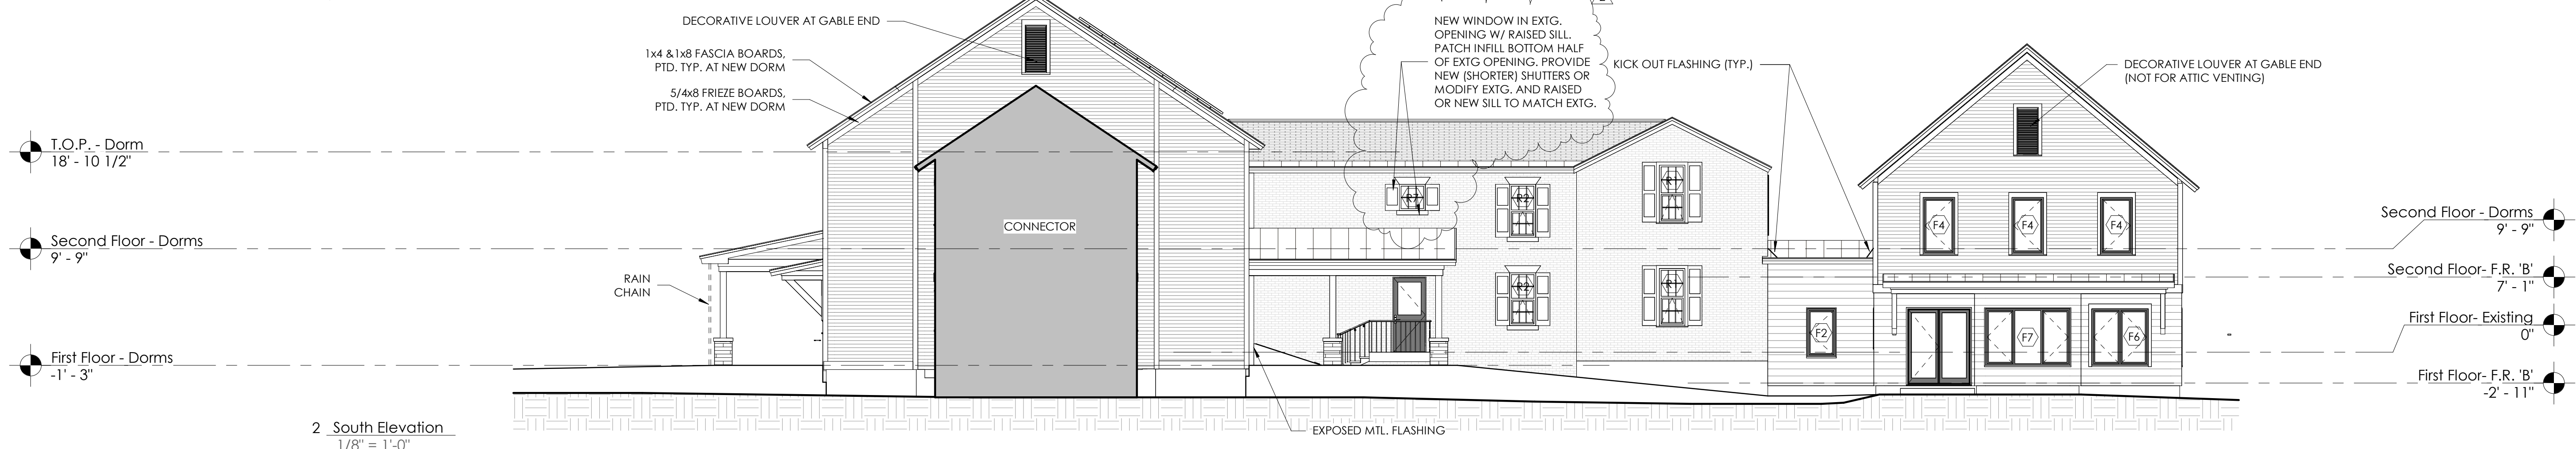 DECORATIVE LOUVER AT GABLE END
1x4 &1x8 FASCIA BOARDS,
PTD. TYP. AT NEW DORM
5/4x8 FRIEZE BOARDS,
PTD. TYP. AT NEW DORM
NEW WINDOW IN EXTG.
OPENING W/ RAISED SILL.
PATCH INFILL BOTTOM HALF
OF EXTG OPENING. PROVIDE
NEW (SHORTER) SHUTTERS OR
MODIFY EXTG. AND RAISED
OR NEW SILL TO MATCH EXTG.
KICK OUT FLASHING (TYP.)
DECORATIVE LOUVER AT GABLE END
(NOT FOR ATTIC VENTING)
T.O.P. - Dorm
18' - 10 1/2"
Second Floor - Dorms
9' - 9"
First Floor - Dorms
-1' - 3"
RAIN
CHAIN
CONNECTOR
R7
R2
R1
R2
R1
F4
F4
F4
F2
F7
F6
Second Floor - Dorms
9' - 9"
Second Floor- F.R. 'B'
7' - 1"
First Floor- Existing
0"
First Floor- F.R. 'B'
-2' - 11"
EXPOSED MTL. FLASHING
2 South Elevation
1/8" = 1'-0"